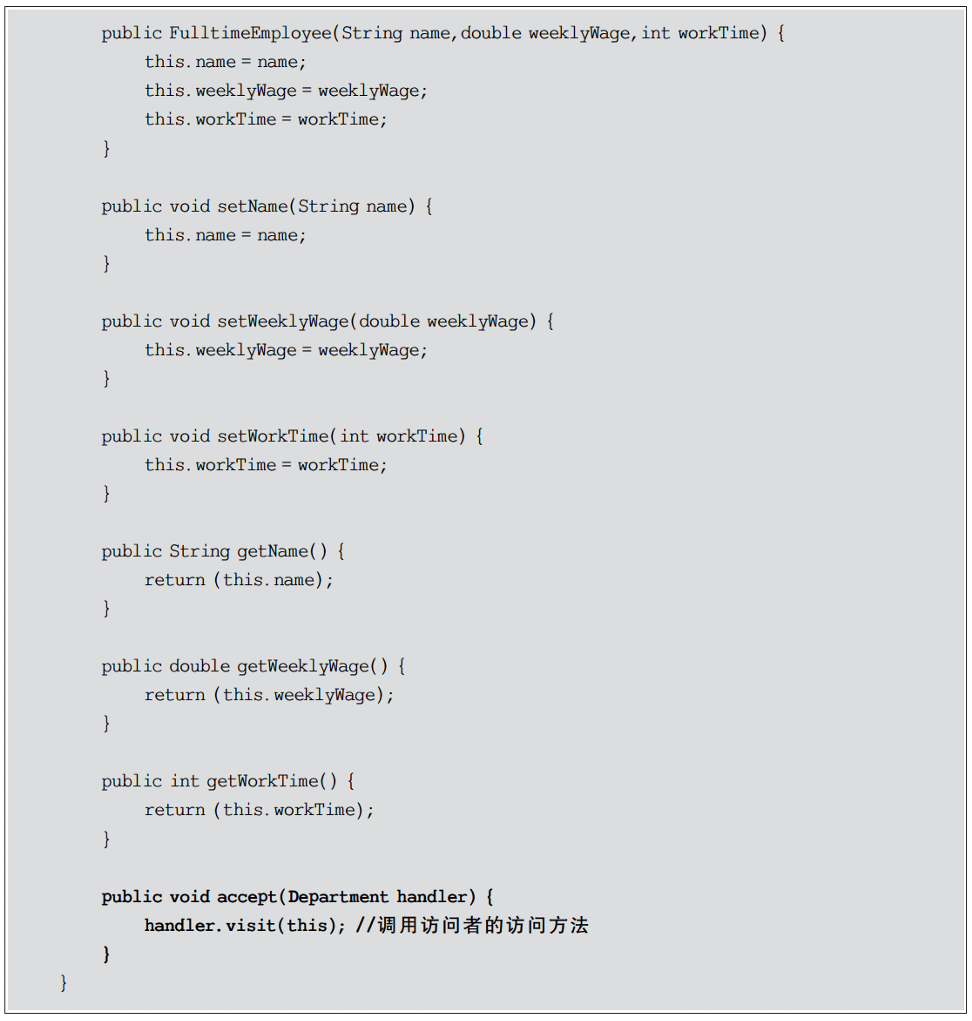 public FulltimeEmployee(String name,double weeklyWage,int workTime) {
this.name = name;
this.weeklyWage = weeklyWage;
this.workTime = workTime;
}
public void setName(String name) {
this.name = name;
}
public void setWeeklyWage(double weeklyWage) {
this.weeklyWage = weeklyWage;
}
public void setWorkTime(int workTime) {
this.workTime = workTime;
}
public String getName() {
return (this.name);
}
public double getWeeklyWage() {
return (this.weeklyWage);
}
public int getWorkTime() {
return (this.workTime);
}
public void accept(Department handler) {
handler.visit(this); //调用访问者的访问方法
}
}